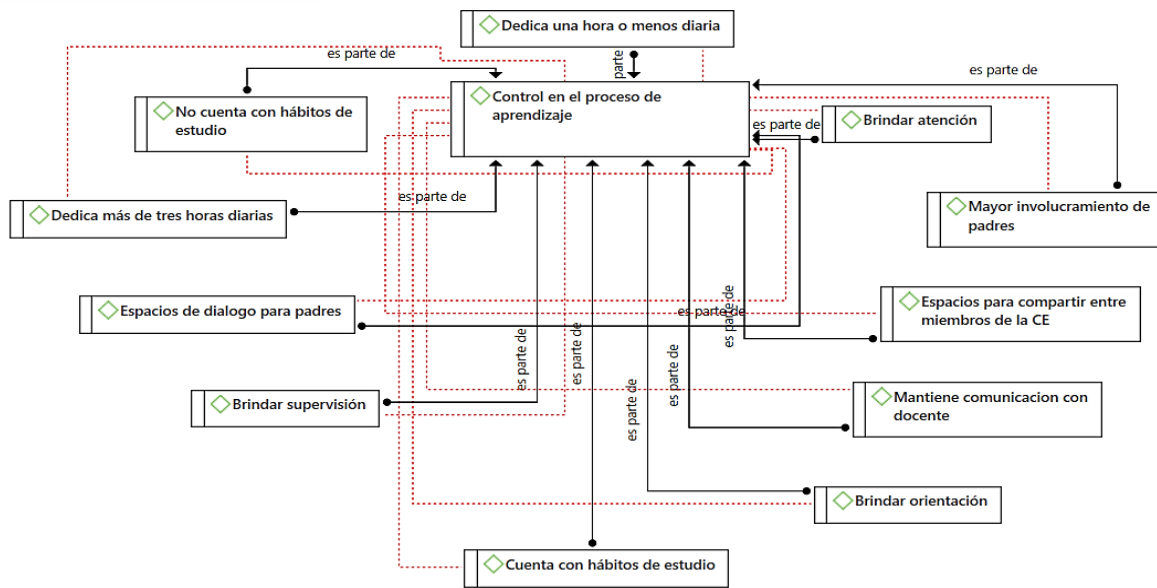 Dedica una hora o menos diaria
es parte de
parte
es parte de
No cuenta con hábitos de
estudio
Control en el proceso de
aprendizaje
es parte de
Brindar atención
Dedica más de tres horas diarias
es parte de
Mayor involucramiento de
padres
Espacios de dialogo para padres
es parte de
es parte de
Espacios para compartir entre
miembros de la CE
es parte de
es parte de
es parte de
es parte de
Brindar supervisión
Mantiene comunicacion con
docente
Brindar orientación
Cuenta con hábitos de estudio